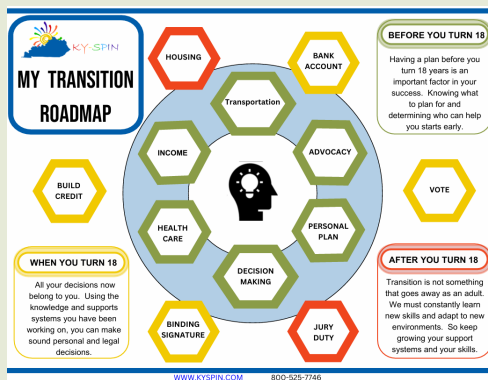 KY-SPIN
MY TRANSITION
ROADMAP
HOUSING
BANK
ACCOUNT
BEFORE YOU TURN 18
Having a plan before you
turn 18 years is an
important factor in your
success. Knowing what
to plan for and
determining who can help
you starts early.
Transportation
INCOME
ADVOCACY
BUILD
CREDIT
VOTE
HEALTH
CARE
PERSONAL
PLAN
DECISION
MAKING
WHEN YOU TURN 18
All your decisions now
belong to you. Using the
knowledge and supports
systems you have been
working on, you can make
sound personal and legal
decisions.
BINDING
SIGNATURE
JURY
DUTY
AFTER YOU TURN 18
Transition is not something
that goes away as an adult.
We must constantly learn
new skills and adapt to new
environments. So keep
growing your support
systems and your skills.
WWW.KYSPIN.COM 800-525-7746